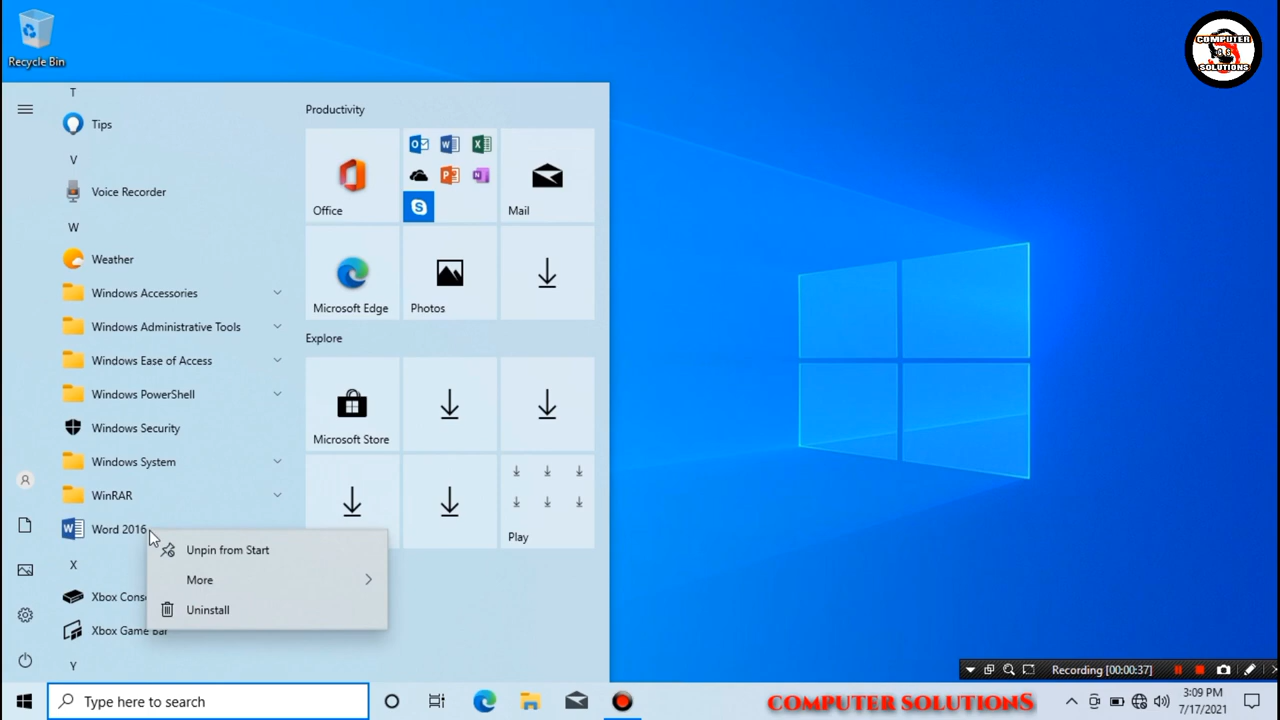 Recycle Bin
COMPUTER
SOLUTIONS
T
Tips
V
Voice Recorder
W
Weather
Windows Accessories
Windows Administrative Tools
Windows Ease of Access
Windows PowerShell
Windows Security
Windows System
WinRAR
Word 2016
X
Xbox Cons
Xbox Game Bar
Y
Productivity
Office
Mail
Microsoft Edge
Photos
Explore
Microsoft Store
Play
Unpin from Start
More
Uninstall
Recording [00:00:37]
Type here to search
COMPUTER SOLUTIONS
3:09 PM
7/17/2021